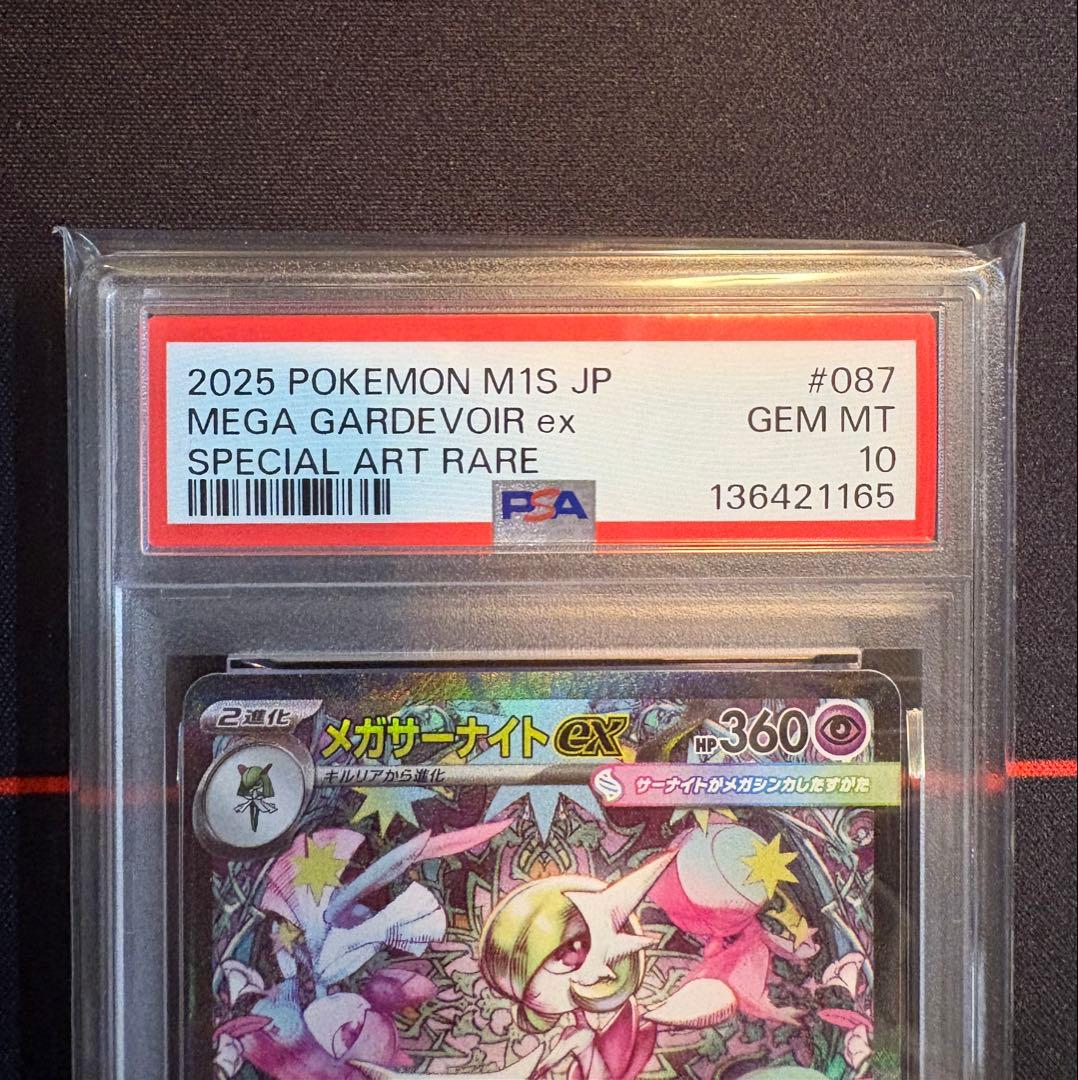 2025 POKEMON M1S JP #087
MEGA GARDEVOIR ex GEM MT
SPECIAL ART RARE 10
PSA 136421165
2進化 メガサーナイトex HP360
キルリアから進化
サーナイトがメガシンカしたすがた